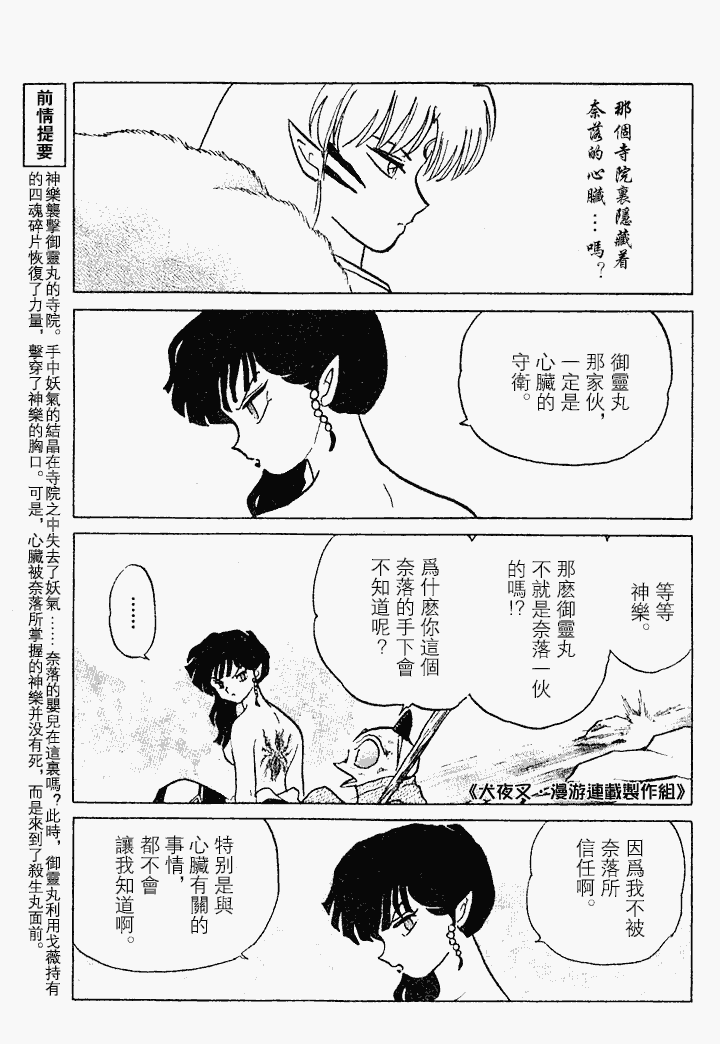 前情提要
神樂襲擊御靈丸的寺院。手中妖氣的結晶在寺院之中失去了妖氣……奈落的嬰兒在這裏嗎？此時，御靈丸利用戈薇持有
的四魂碎片恢復了力量，擊穿了神樂的胸口。可是，心臟被奈落所掌握的神樂并没有死，而是來到了殺生丸面前。
那個寺院裏隱藏着
奈落的心臟…嗎？
御靈丸
那家伙，
一定是
心臟的
守衛。
等等
神樂。
那麽御靈丸
不就是奈落一伙
的嗎!?
爲什麽你這個
奈落的手下會
不知道呢？
……
《犬夜叉·漫游連載製作組》
因爲我不被
奈落所
信任啊。
特别是與
心臟有關的
事情，
都不會
讓我知道啊。